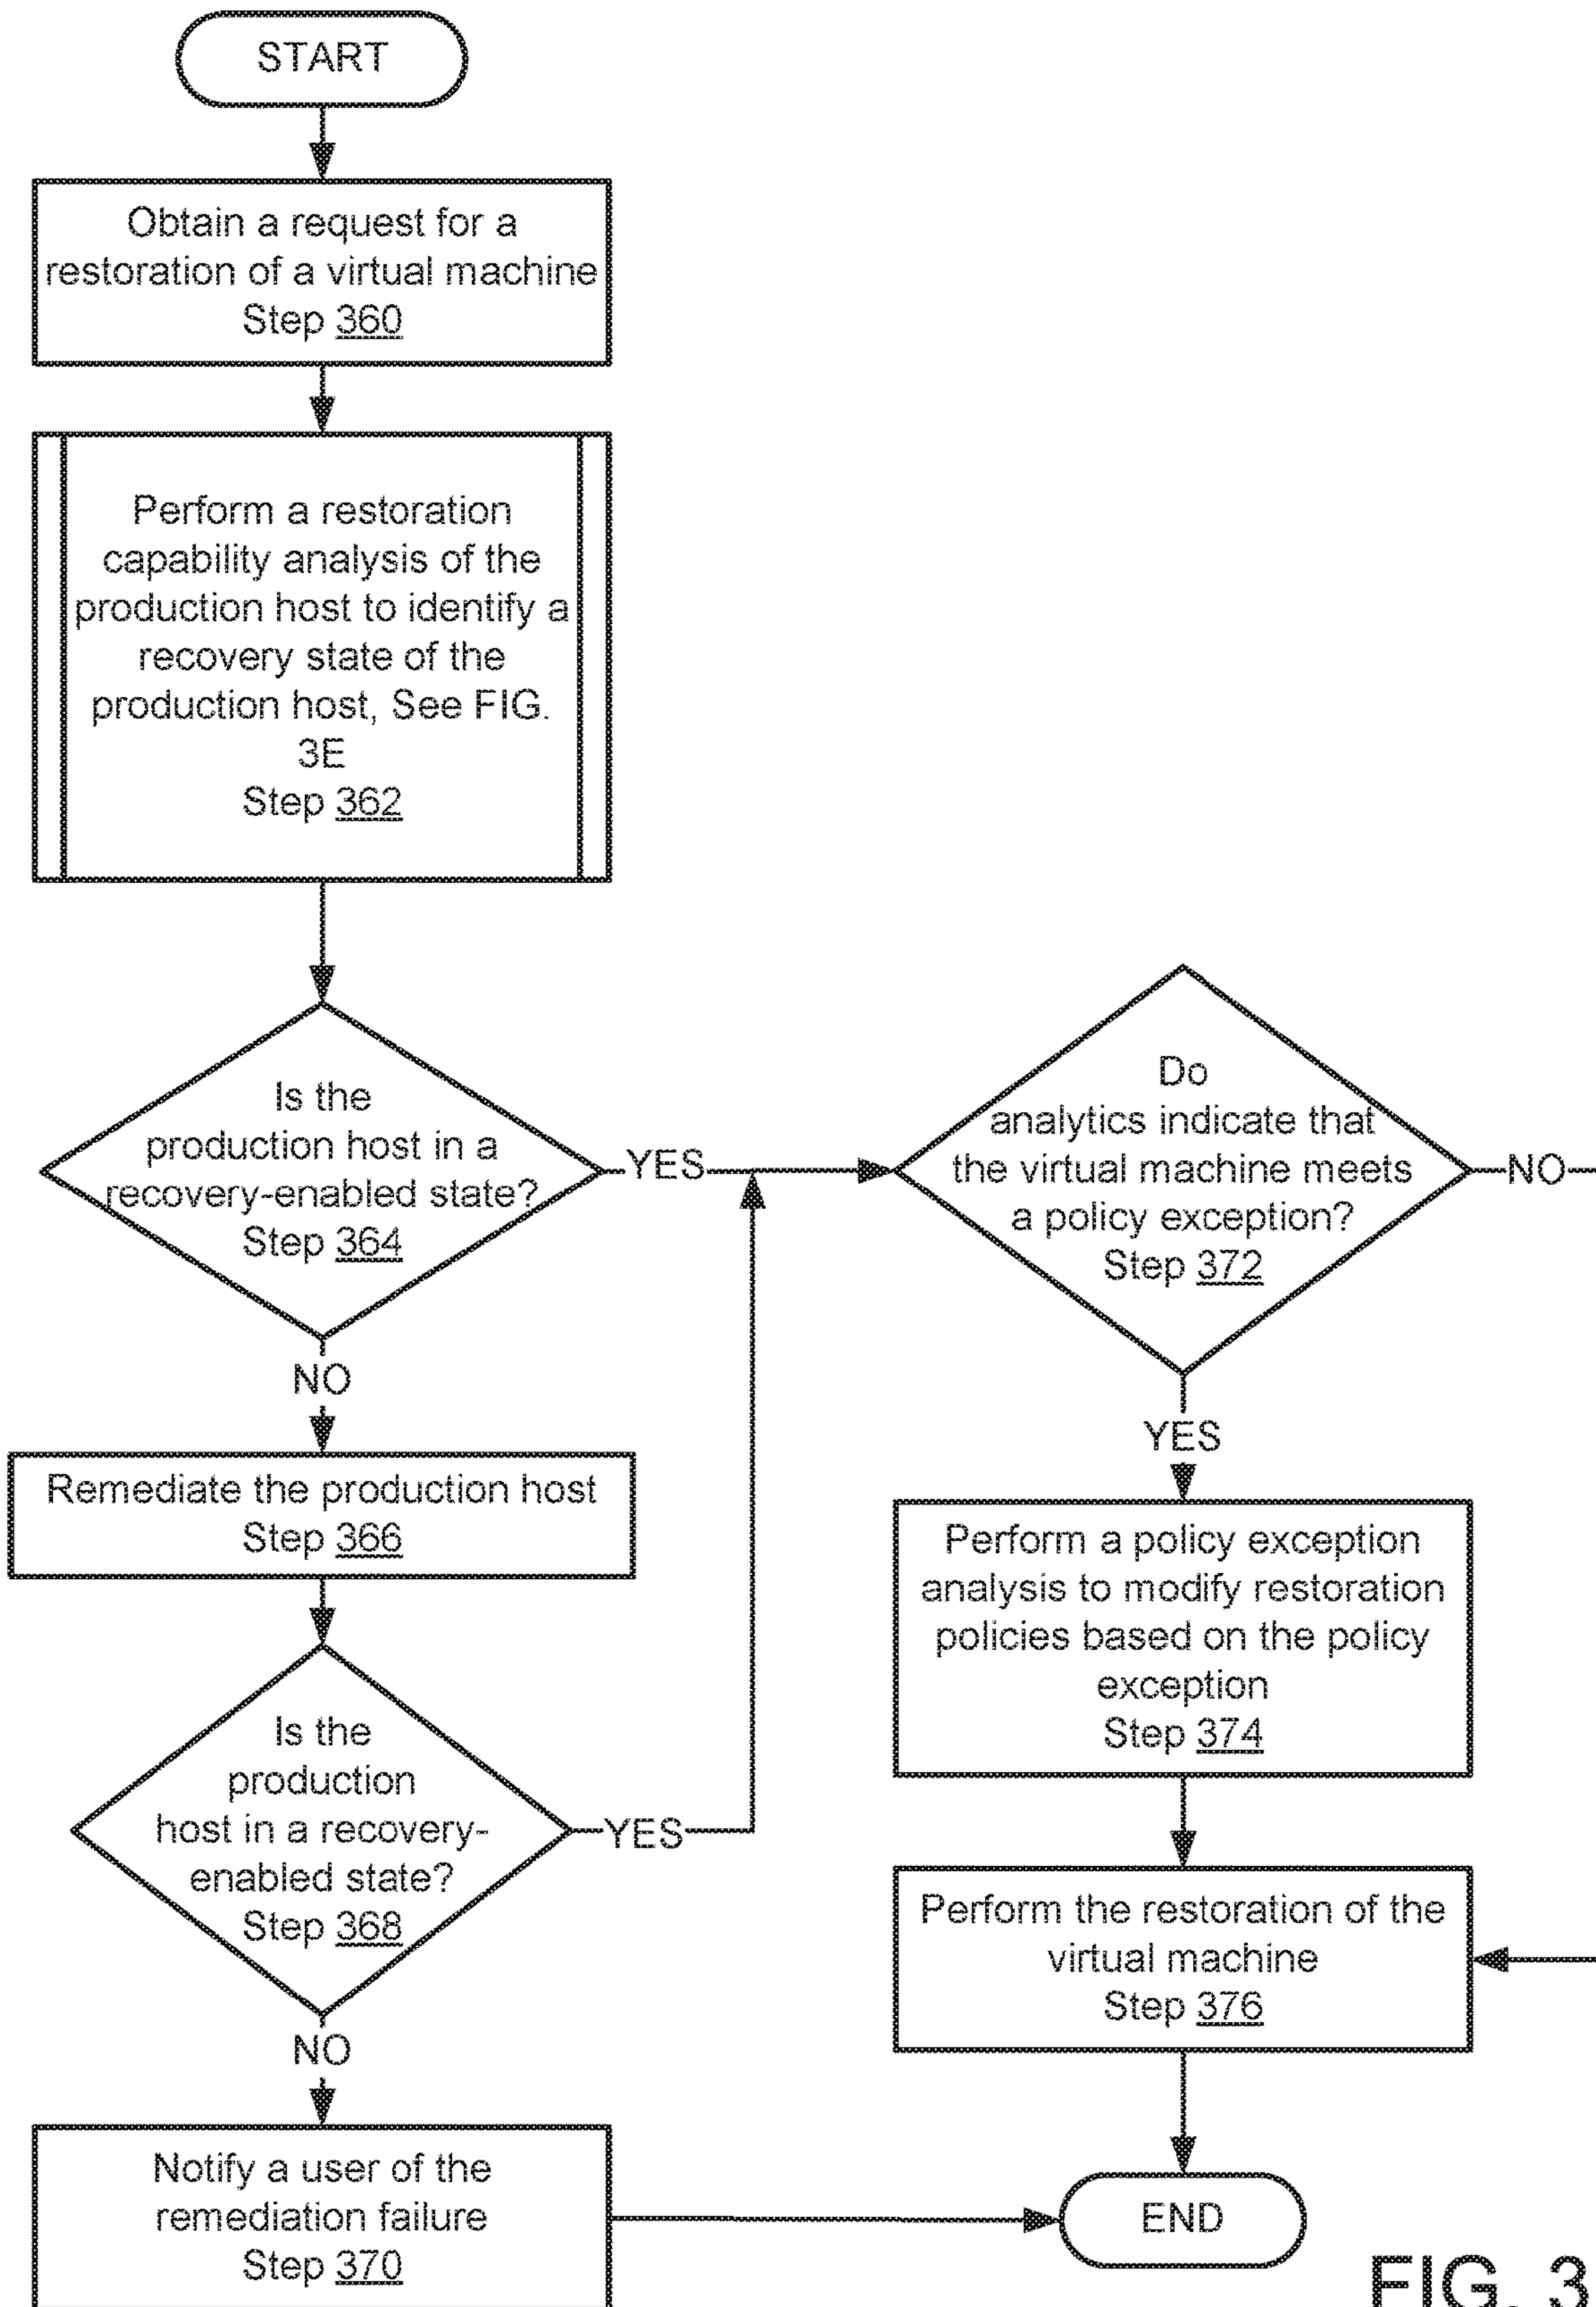 START
Obtain a request for a
restoration of a virtual machine
Step 360
Perform a restoration
capability analysis of the
production host to identify a
recovery state of the
production host, See FIG.
3E
Step 362
Is the
production host in a
recovery-enabled state?
Step 364
YES
NO
Remediate the production host
Step 366
Is the
production
host in a recovery-
enabled state?
Step 368
YES
NO
Notify a user of the
remediation failure
Step 370
Do
analytics indicate that
the virtual machine meets
a policy exception?
Step 372
NO
YES
Perform a policy exception
analysis to modify restoration
policies based on the policy
exception
Step 374
Perform the restoration of the
virtual machine
Step 376
END
FIG. 3